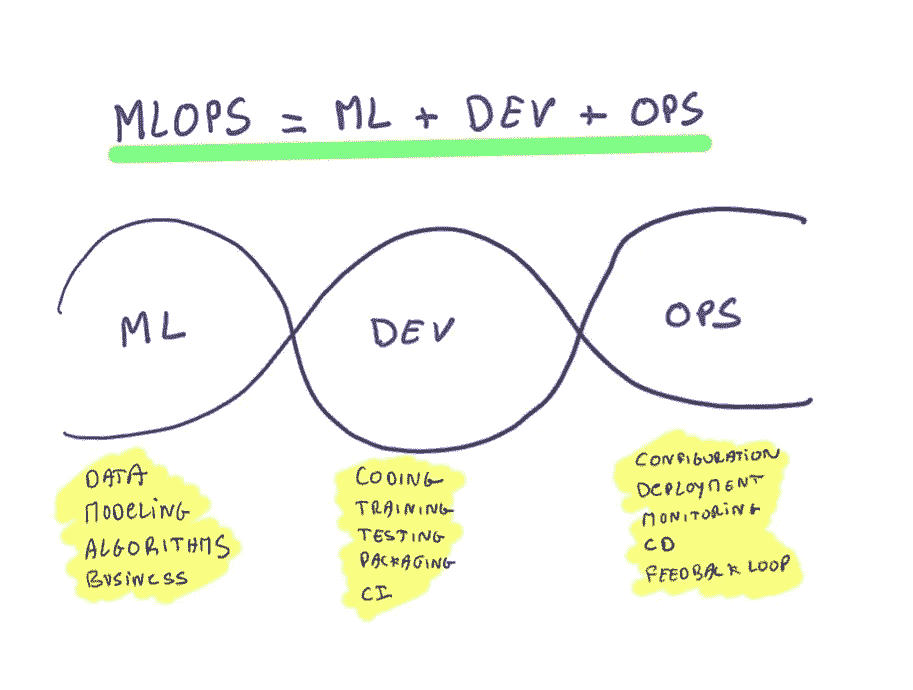 MLOPS = ML + DEV + OPS
ML
DEV
OPS
DATA
MODELING
ALGORITHMS
BUSINESS
CODING
TRAINING
TESTING
PACKAGING
CI
CONFIGURATION
DEPLOYMENT
MONITORING
CD
FEEDBACK LOOP